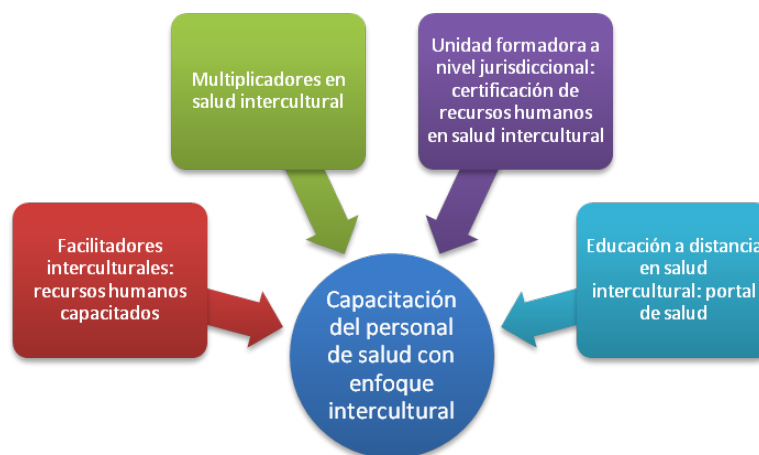 Multiplicadores en
salud intercultural
Unidad formadora a
nivel jurisdiccional:
certificación de
recursos humanos
en salud intercultural
Facilitadores
interculturales:
recursos humanos
capacitados
Educación a distancia
en salud
intercultural: portal
de salud
Capacitación
del personal
de salud con
enfoque
intercultural